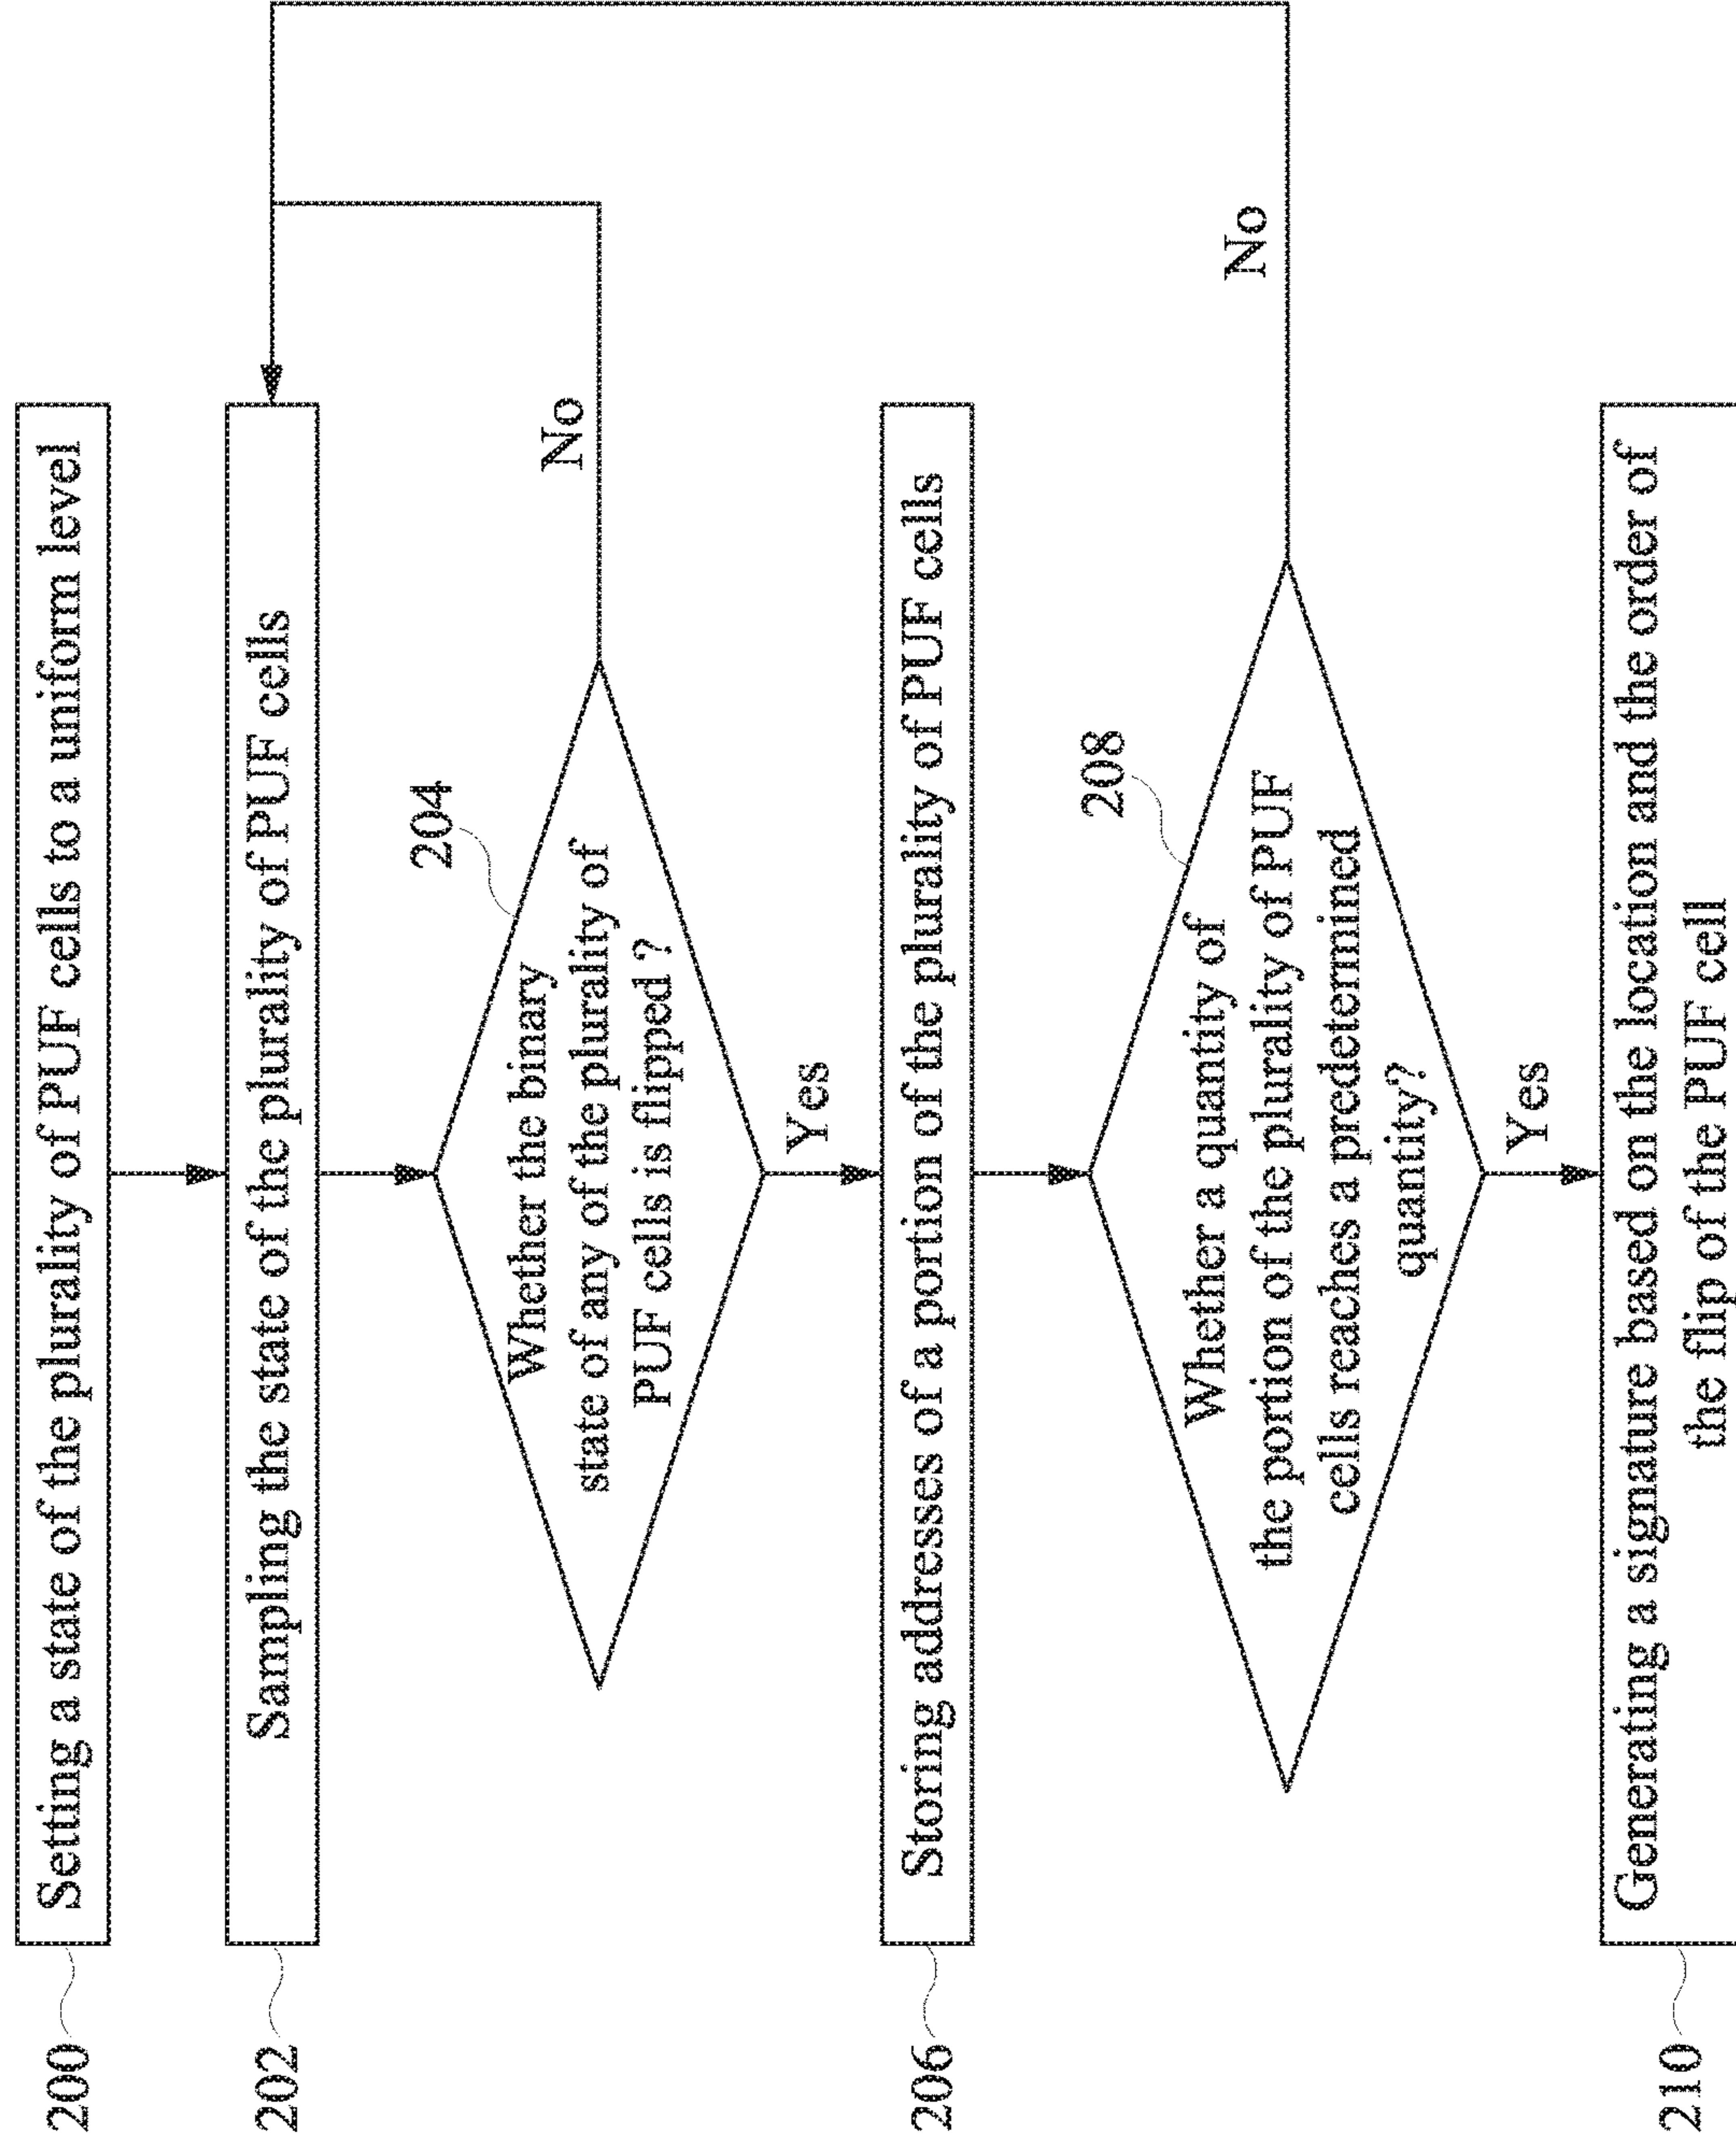 200
Setting a state of the plurality of PUF cells to a uniform level
202
Sampling the state of the plurality of PUF cells
204
Whether the binary
state of any of the plurality of
PUF cells is flipped ?
No
Yes
206
Storing addresses of a portion of the plurality of PUF cells
208
Whether a quantity of
the portion of the plurality of PUF
cells reaches a predetermined
quantity?
No
Yes
210
Generating a signature based on the location and the order of
the flip of the PUF cell